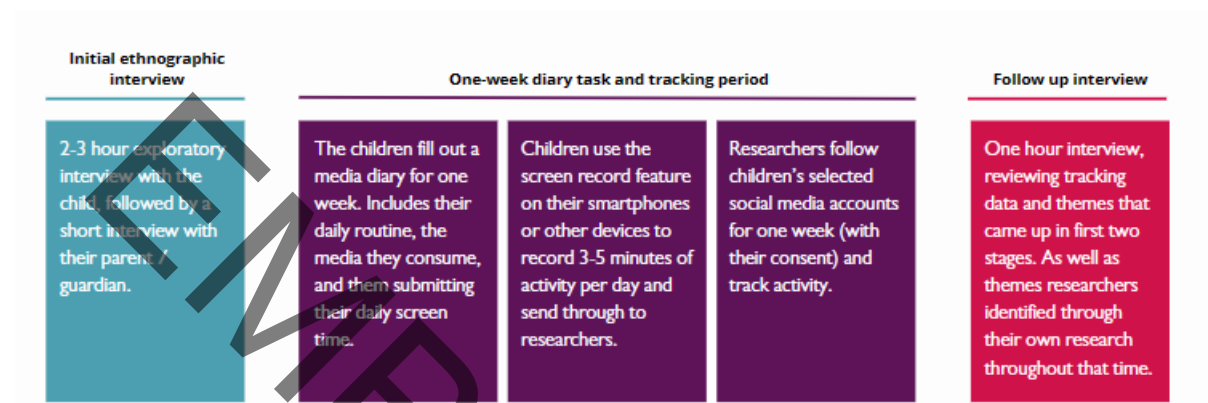 Initial ethnographic
interview
One-week diary task and tracking period
Follow up interview
2-3 hour exploratory
interview with the
child, followed by a
short interview with
their parent /
guardian.
The children fill out a
media diary for one
week. Includes their
daily routine, the
media they consume,
and them submitting
their daily screen
time.
Children use the
screen record feature
on their smartphones
or other devices to
record 3-5 minutes of
activity per day and
send through to
researchers.
Researchers follow
children's selected
social media accounts
for one week (with
their consent) and
track activity.
One hour interview,
reviewing tracking
data and themes that
came up in first two
stages. As well as
themes researchers
identified through
their own research
throughout that time.